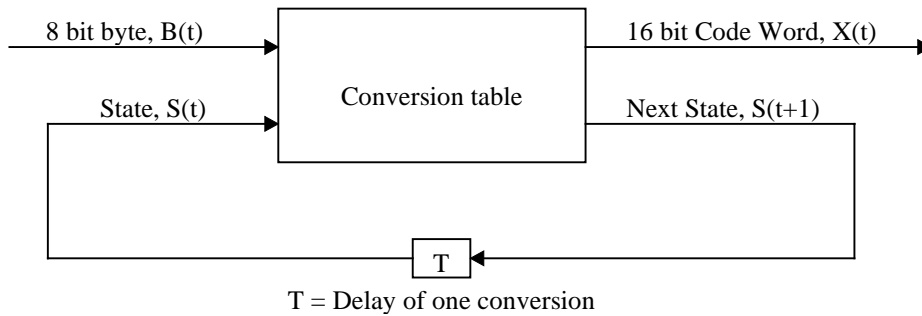 8 bit byte, B(t)
16 bit Code Word, X(t)
Conversion table
State, S(t)
Next State, S(t+1)
T
T = Delay of one conversion